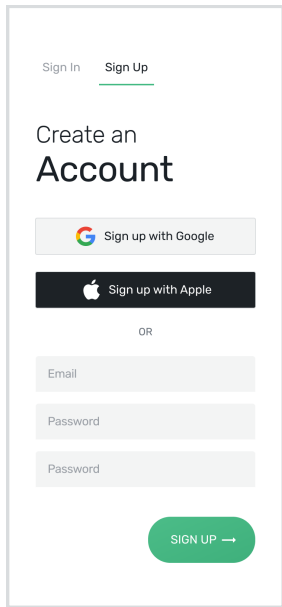 Sign In Sign Up
Create an
Account
Sign up with Google
Sign up with Apple
OR
Email
Password
Password
SIGN UP →